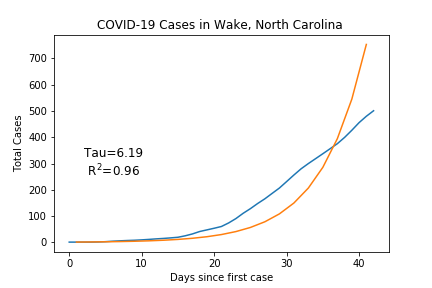 COVID-19 Cases in Wake, North Carolina
700
600
500
400
300
200
100
0
Total Cases
Tau=6.19
R²=0.96
0 10 20 30 40
Days since first case